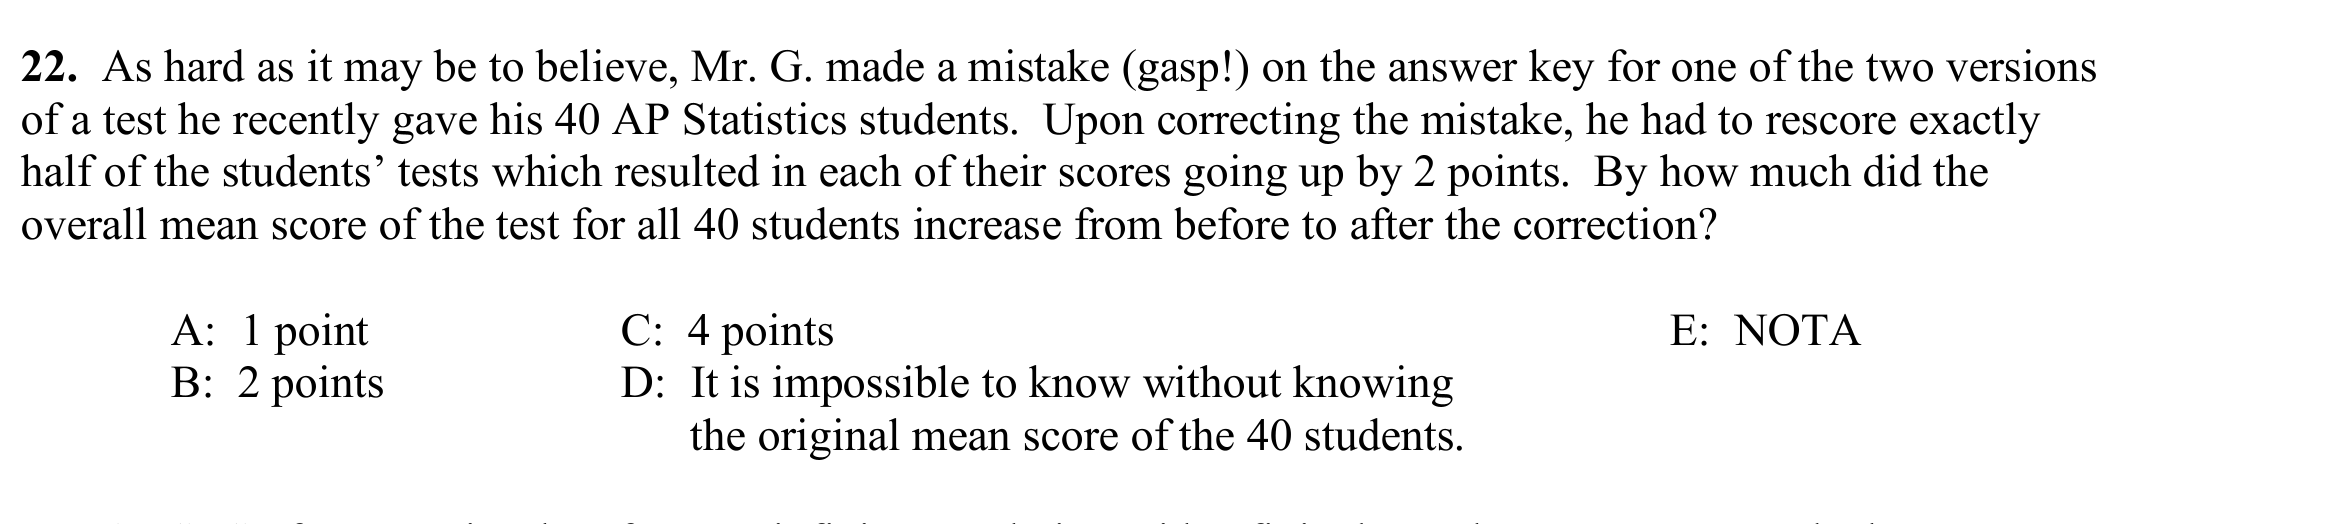 22. As hard as it may be to believe, Mr. G. made a mistake (gasp!) on the answer key for one of the two versions
of a test he recently gave his 40 AP Statistics students. Upon correcting the mistake, he had to rescore exactly
half of the students’ tests which resulted in each of their scores going up by 2 points. By how much did the
overall mean score of the test for all 40 students increase from before to after the correction?
A: 1 point C: 4 points E: NOTA
B: 2 points D: It is impossible to know without knowing
the original mean score of the 40 students.